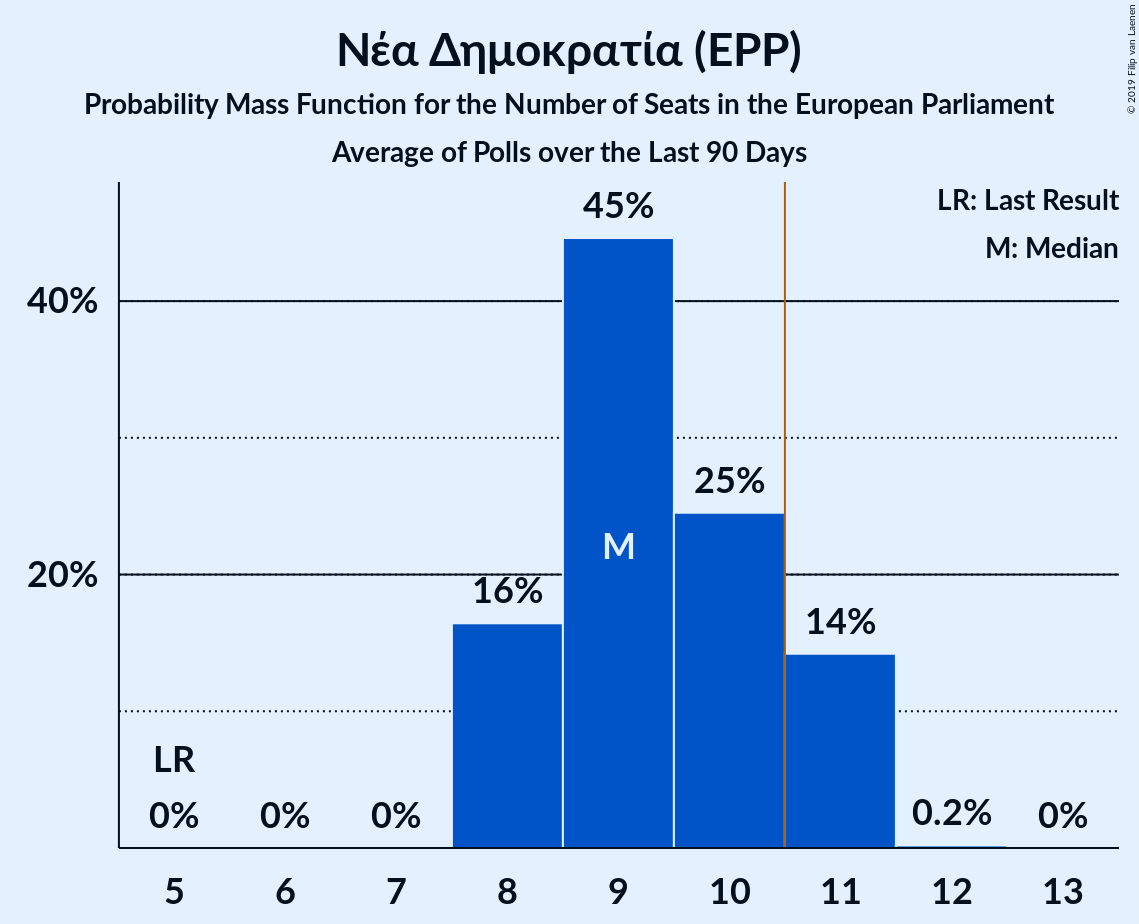 Νέα Δημοκρατία (EPP)
Probability Mass Function for the Number of Seats in the European Parliament
Average of Polls over the Last 90 Days
© 2019 Filip van Laenen
LR: Last Result
M: Median
45%
40%
25%
M
20%
16%
14%
LR
0%
0%
0%
0.2%
0%
5
6
7
8
9
10
11
12
13